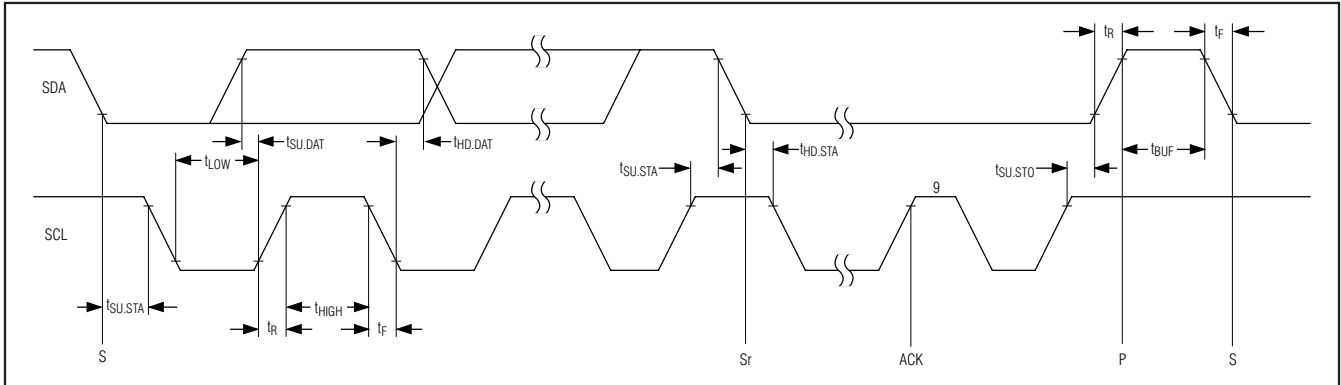 tR
tF
SDA
tSU.DAT
tHD.DAT
tLOW
tHD.STA
tSU.STA
tSU.STO
tBUF
9
SCL
tSU.STA
tHIGH
tR
tF
S
Sr
ACK
P
S